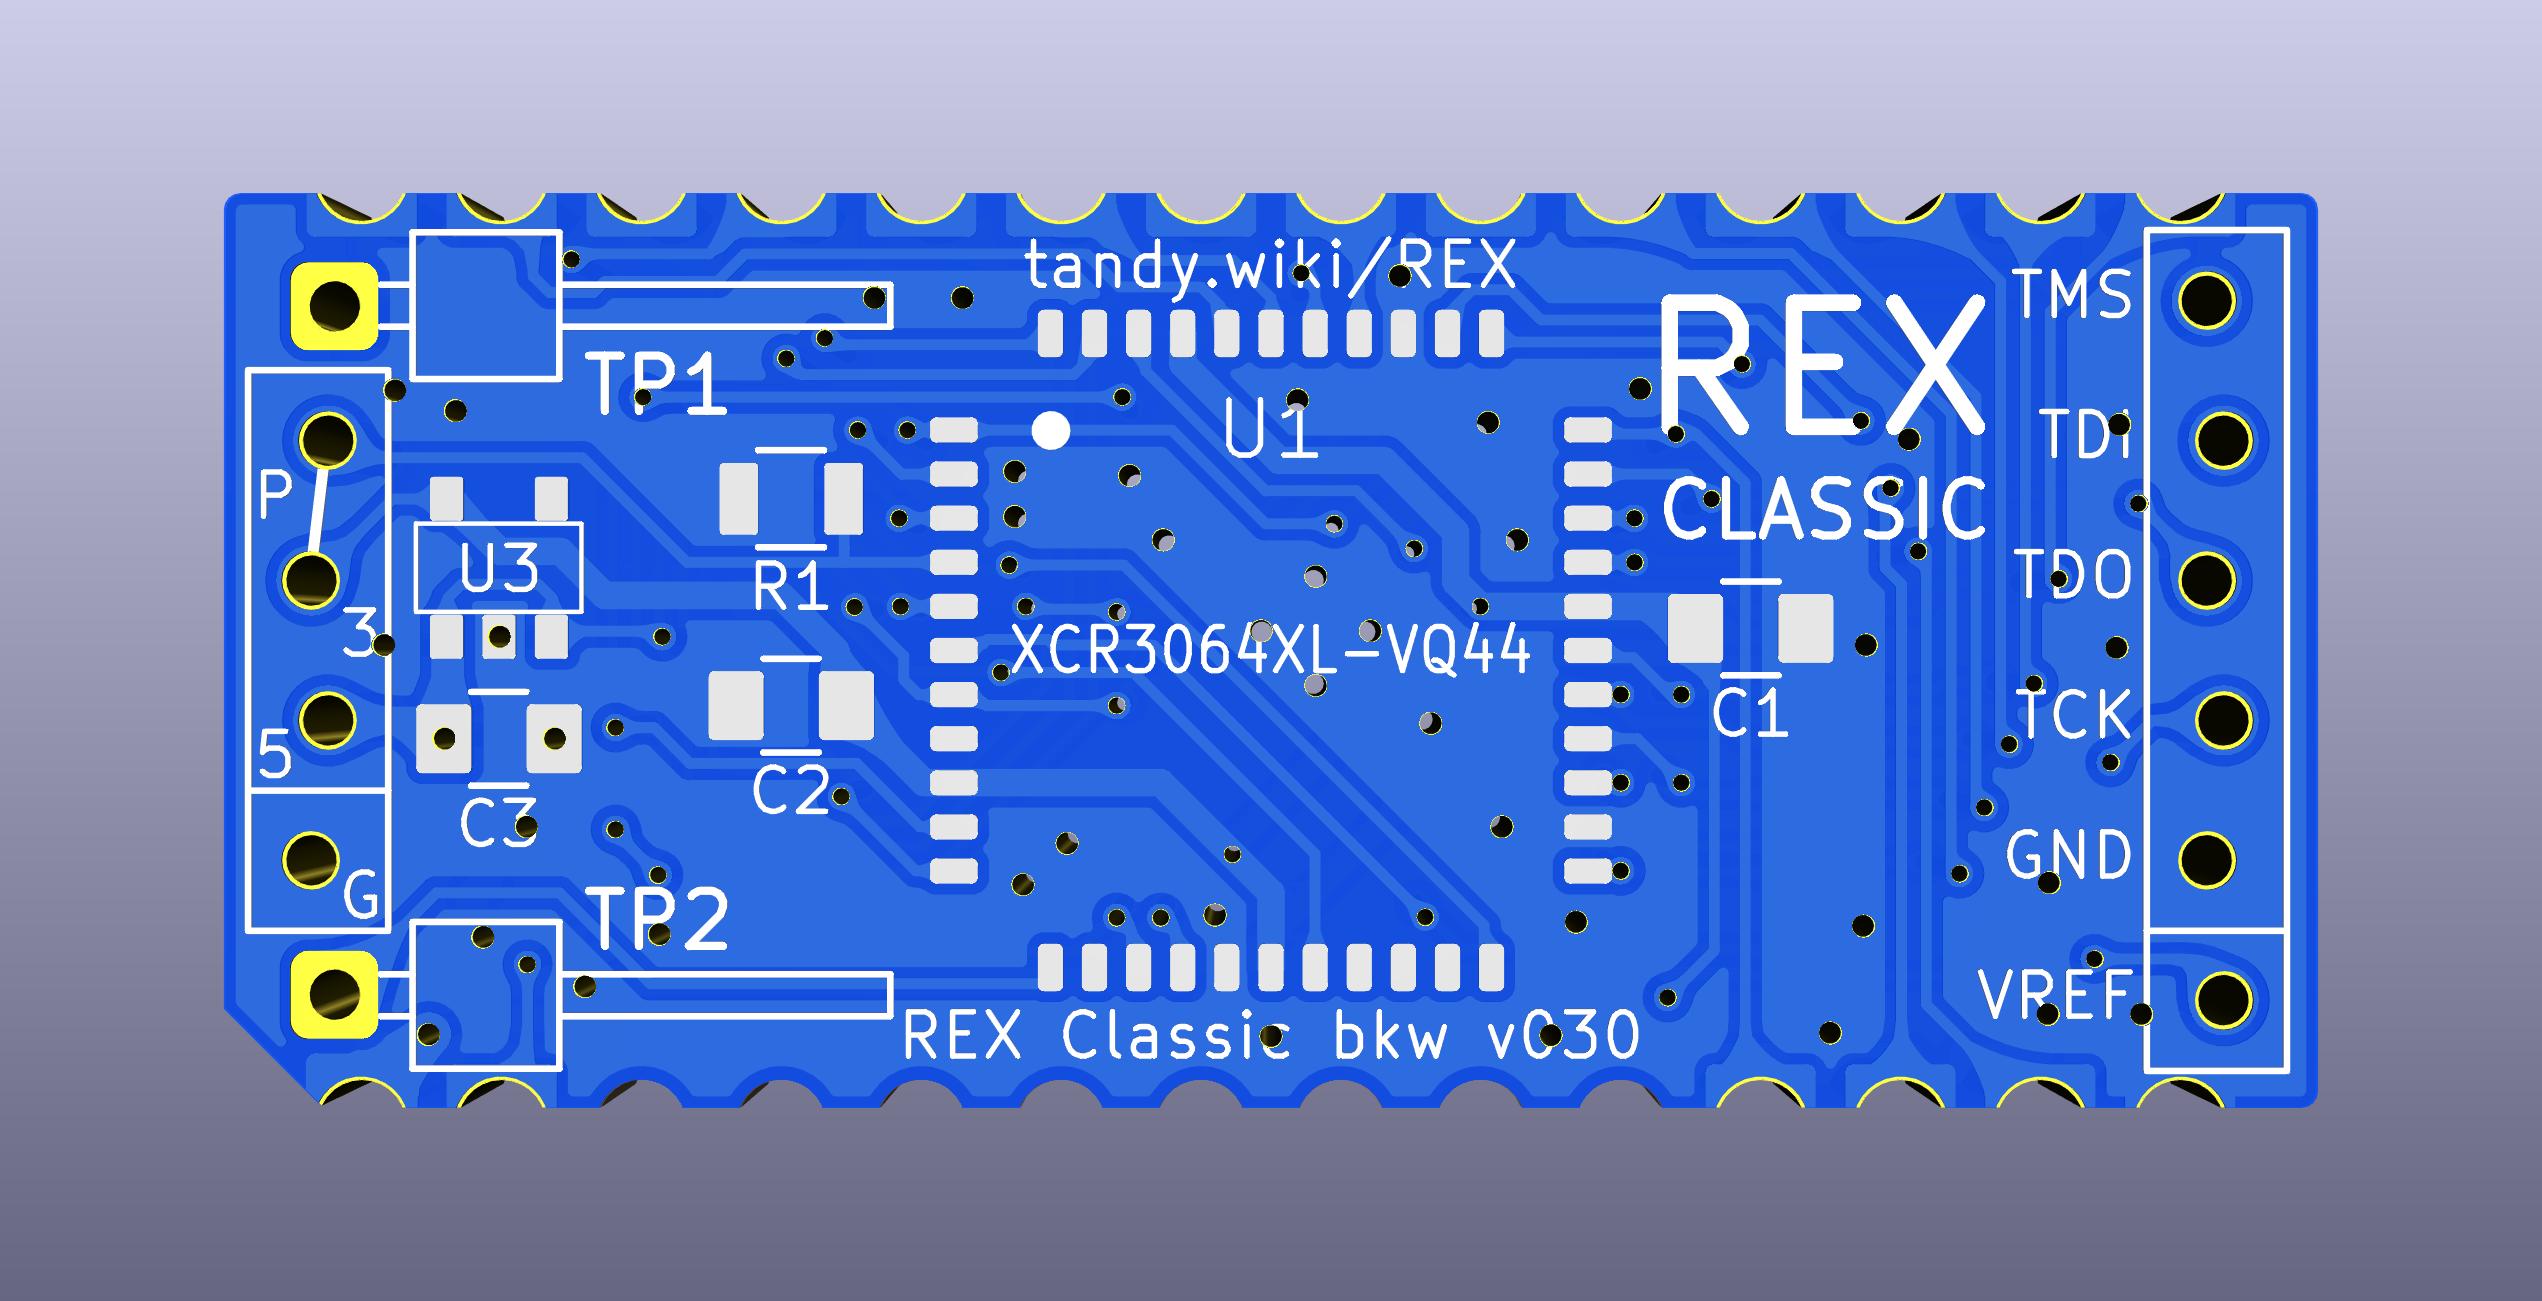 tandy.wiki/REX
TMS
REX
TP1
U1
TDI
P
CLASSIC
U3
R1
TDO
3
XCR3064XL-VQ44
TCK
C1
5
C2
C3
GND
G
TP2
VREF
REX Classic bkw v030